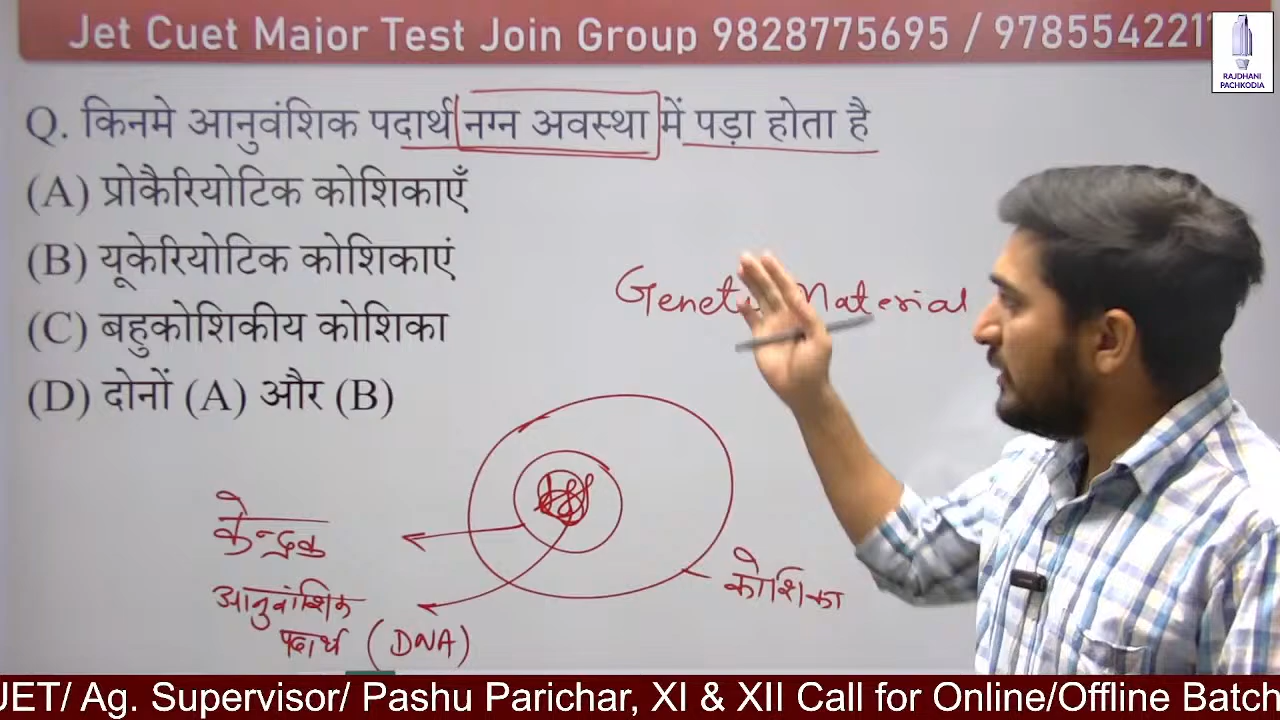 Jet Cuet Major Test Join Group 9828775695 / 978554221
RAJDHANI
PACHKODIA
Q. किनमे आनुवंशिक पदार्थ नग्न अवस्था में पड़ा होता है
(A) प्रोकैरियोटिक कोशिकाएँ
(B) यूकेरियोटिक कोशिकाएं
(C) बहुकोशिकीय कोशिका
(D) दोनों (A) और (B)
Genetic Material
केन्द्रक
आनुवांशिक
पदार्थ (DNA)
कोशिका
JET/ Ag. Supervisor/ Pashu Parichar, XI & XII Call for Online/Offline Batch